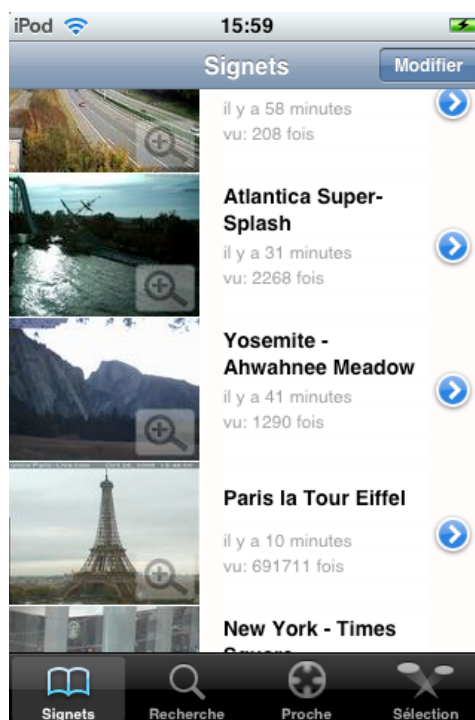 iPod 15:59
Signets Modifier
il y a 58 minutes
vu: 208 fois
Atlantica Super-
Splash
il y a 31 minutes
vu: 2268 fois
Yosemite -
Ahwahnee Meadow
il y a 41 minutes
vu: 1290 fois
Paris la Tour Eiffel
il y a 10 minutes
vu: 691711 fois
New York - Times
Signets Recherche Proche Sélection